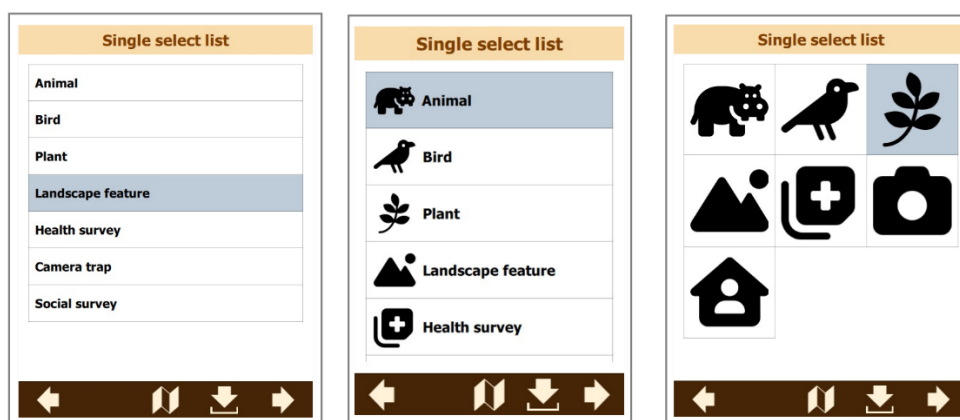 Single select list
Animal
Bird
Plant
Landscape feature
Health survey
Camera trap
Social survey
Single select list
Animal
Bird
Plant
Landscape feature
Health survey
Single select list